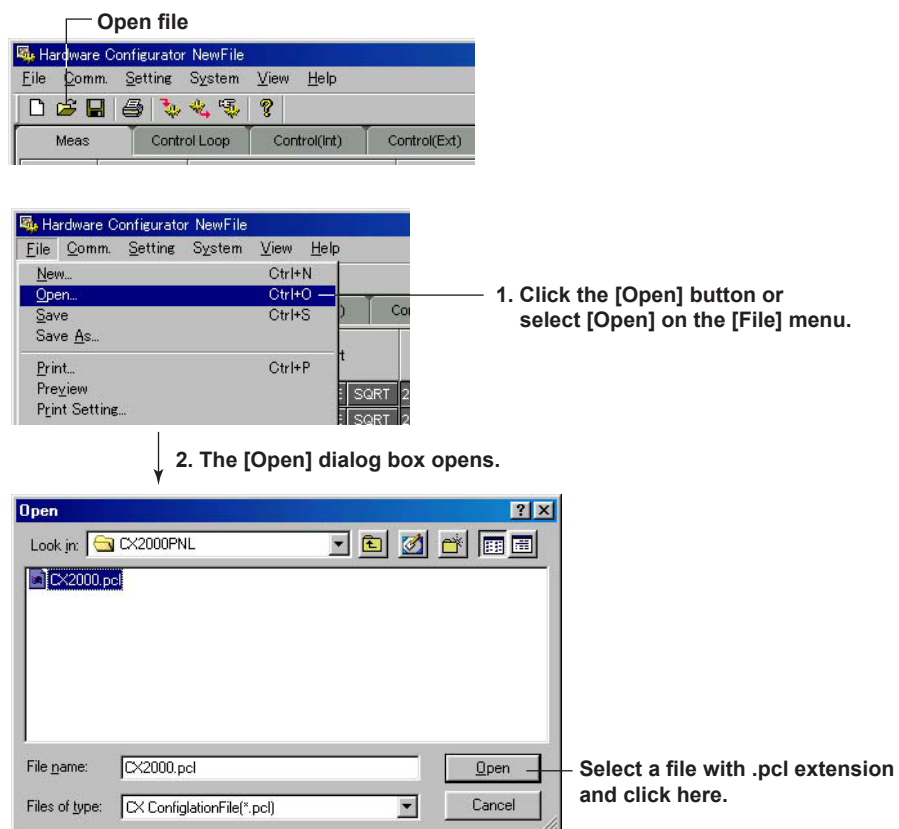 Open file
Hardware Configurator NewFile
File Comm. Setting System View Help
Meas Control Loop Control(Int) Control(Ext)
Hardware Configurator NewFile
File Comm. Setting System View Help
New... Ctrl+N
Open... Ctrl+O
Save Ctrl+S
Save As...
Print... Ctrl+P
Preview
Print Setting...
) Co
t
E SQRT 2
E SQRT 2
1. Click the [Open] button or
select [Open] on the [File] menu.
2. The [Open] dialog box opens.
Open
Look in: CX2000PNL
CX2000.pcl
File name: CX2000.pcl Open
Files of type: CX ConfiglationFile(*.pcl) Cancel
Select a file with .pcl extension
and click here.